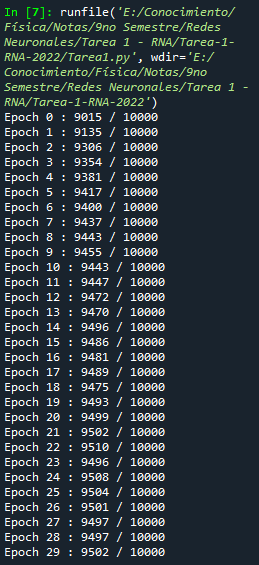 In [7]: runfile('E:/Conocimiento/
Física/Notas/9no Semestre/Redes
Neuronales/Tarea 1 - RNA/Tarea-1-
RNA-2022/Tarea1.py', wdir='E:/
Conocimiento/Física/Notas/9no
Semestre/Redes Neuronales/Tarea 1 -
RNA/Tarea-1-RNA-2022')
Epoch 0 : 9015 / 10000
Epoch 1 : 9135 / 10000
Epoch 2 : 9306 / 10000
Epoch 3 : 9354 / 10000
Epoch 4 : 9381 / 10000
Epoch 5 : 9417 / 10000
Epoch 6 : 9400 / 10000
Epoch 7 : 9437 / 10000
Epoch 8 : 9443 / 10000
Epoch 9 : 9455 / 10000
Epoch 10 : 9443 / 10000
Epoch 11 : 9447 / 10000
Epoch 12 : 9472 / 10000
Epoch 13 : 9470 / 10000
Epoch 14 : 9496 / 10000
Epoch 15 : 9486 / 10000
Epoch 16 : 9481 / 10000
Epoch 17 : 9489 / 10000
Epoch 18 : 9475 / 10000
Epoch 19 : 9493 / 10000
Epoch 20 : 9499 / 10000
Epoch 21 : 9502 / 10000
Epoch 22 : 9510 / 10000
Epoch 23 : 9496 / 10000
Epoch 24 : 9508 / 10000
Epoch 25 : 9504 / 10000
Epoch 26 : 9501 / 10000
Epoch 27 : 9497 / 10000
Epoch 28 : 9497 / 10000
Epoch 29 : 9502 / 10000